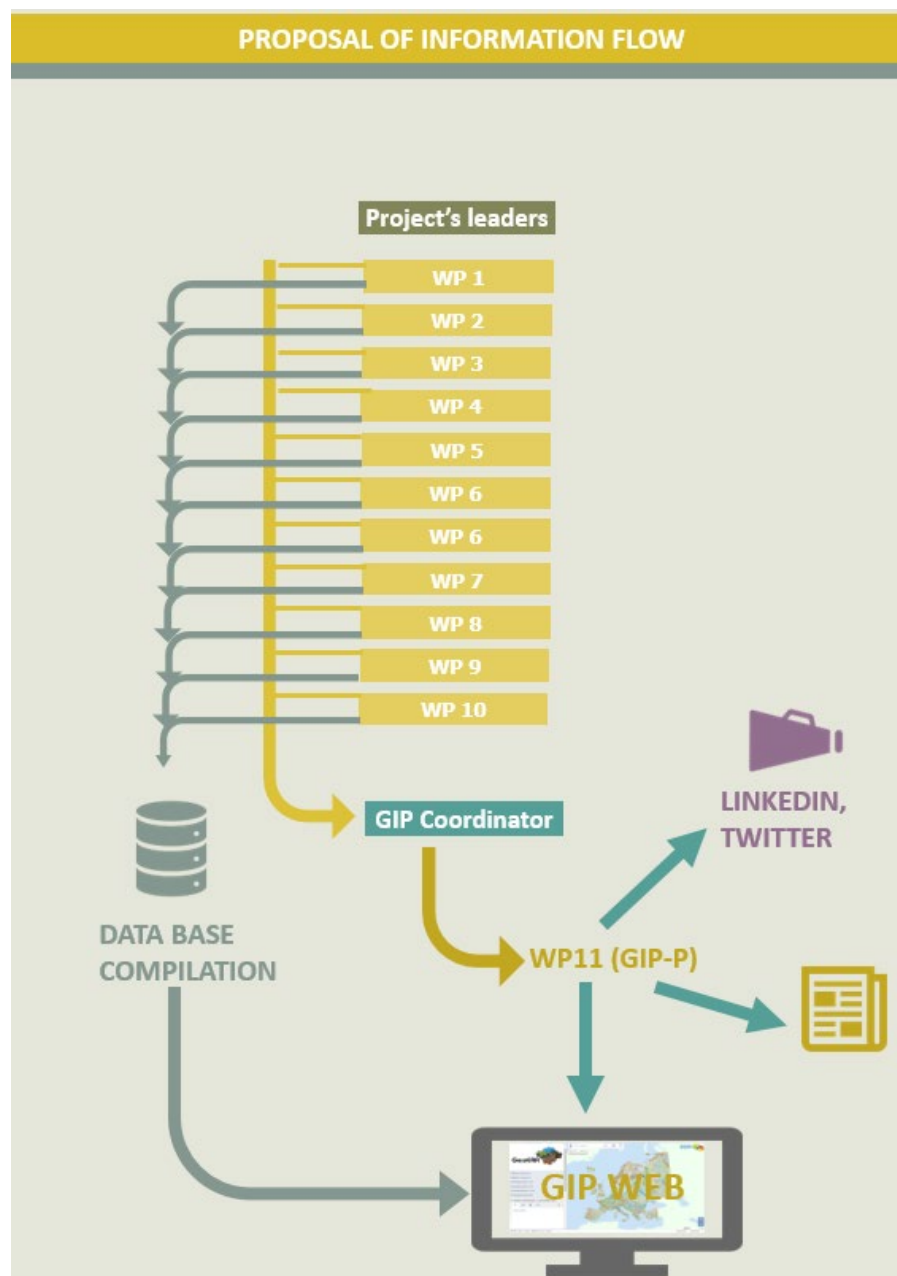 PROPOSAL OF INFORMATION FLOW
Project's leaders
WP 1
WP 2
WP 3
WP 4
WP 5
WP 6
WP 6
WP 7
WP 8
WP 9
WP 10
GIP Coordinator
LINKEDIN,
TWITTER
DATA BASE
COMPILATION
WP11 (GIP-P)
GIP WEB